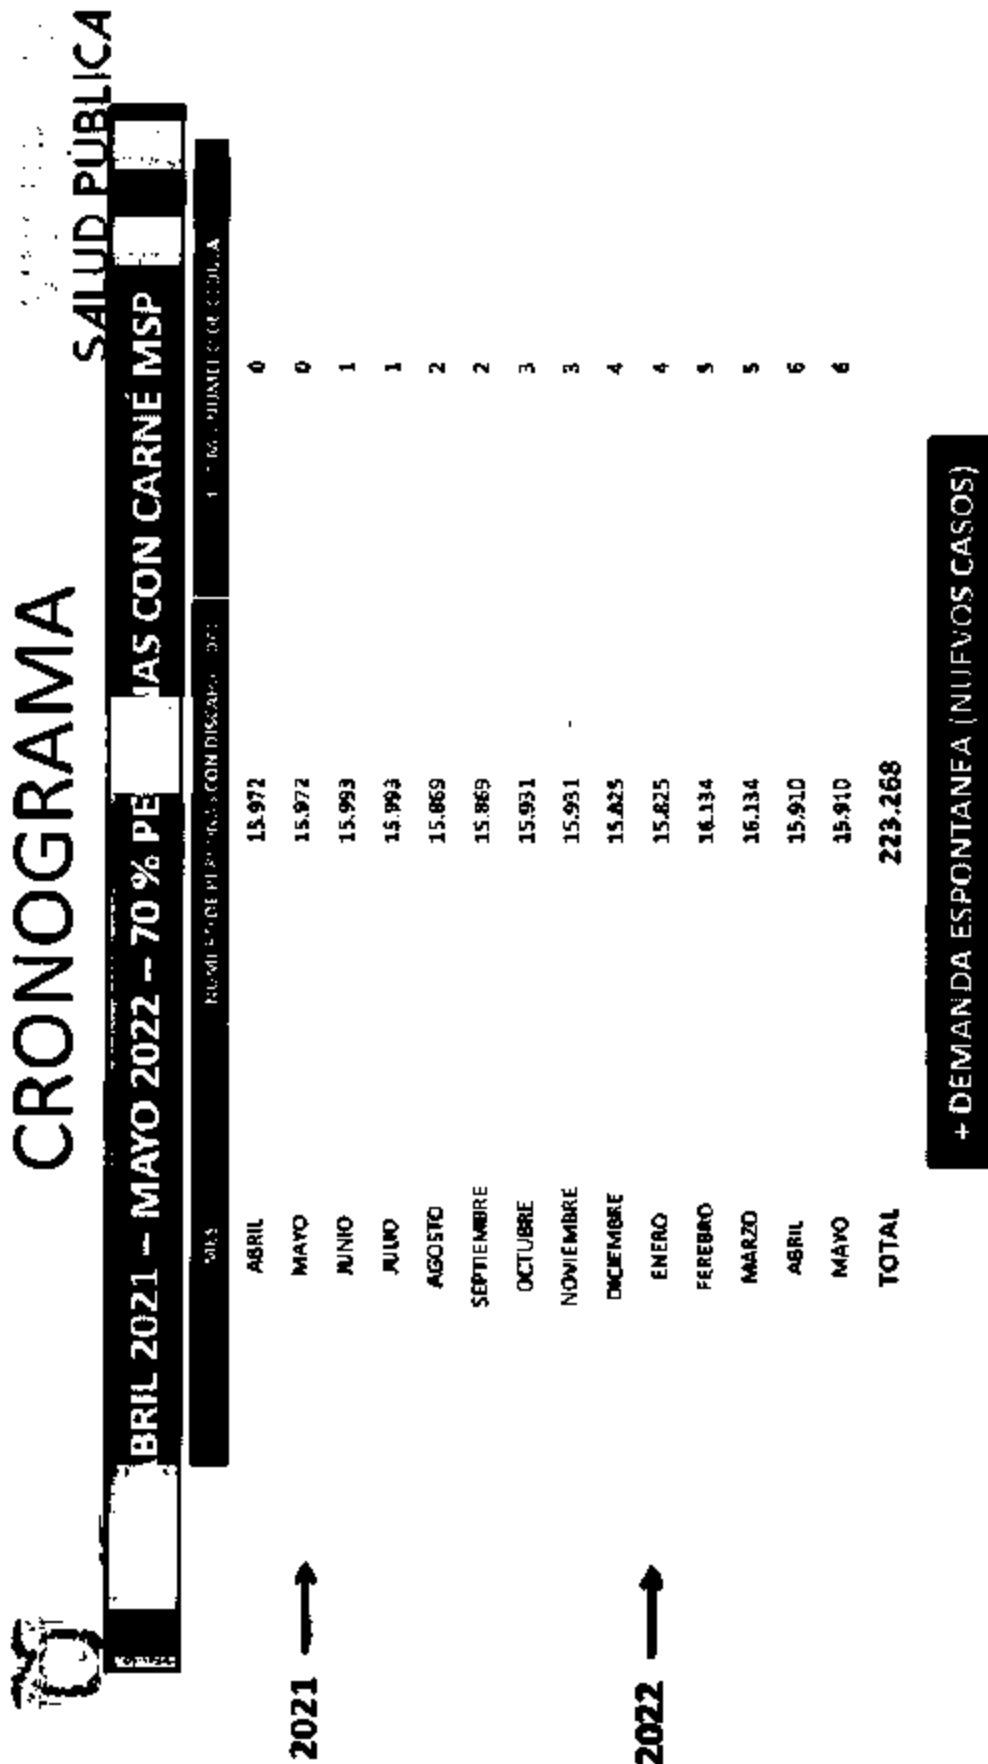 CRONOGRAMA
SALUD PÚBLICA
BRIL 2021 – MAYO 2022 – 70 % PE AS CON CARNÉ MSP
MES DE CON
2021
ABRIL 15.972 0
MAYO 15.972 0
JUNIO 15.993 1
JULIO 15.993 1
AGOSTO 15.869 2
SEPTIEMBRE 15.869 2
OCTUBRE 15.931 3
NOVIEMBRE 15.931 3
DICIEMBRE 15.825 4
2022
ENERO 15.825 4
FEREBRO 16.134 5
MARZO 16.134 5
ABRIL 15.910 6
MAYO 15.910 6
TOTAL 223.268
+ DEMANDA ESPONTANEA (NUEVOS CASOS)